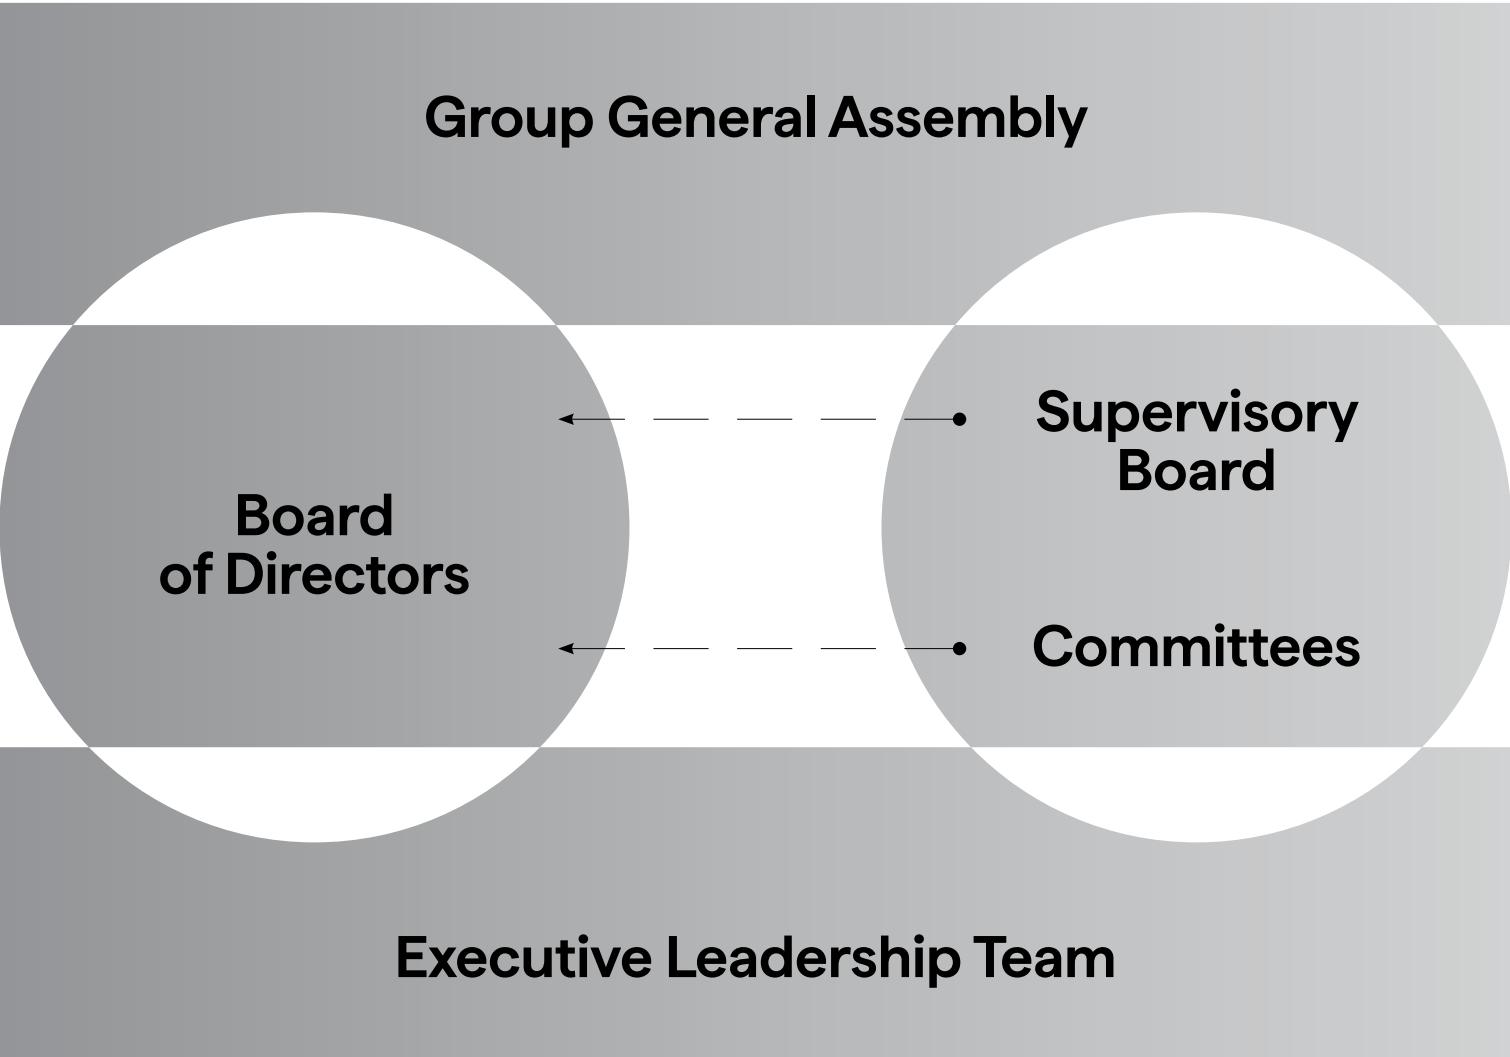 Group General Assembly
Board
of Directors
Supervisory
Board
Committees
Executive Leadership Team